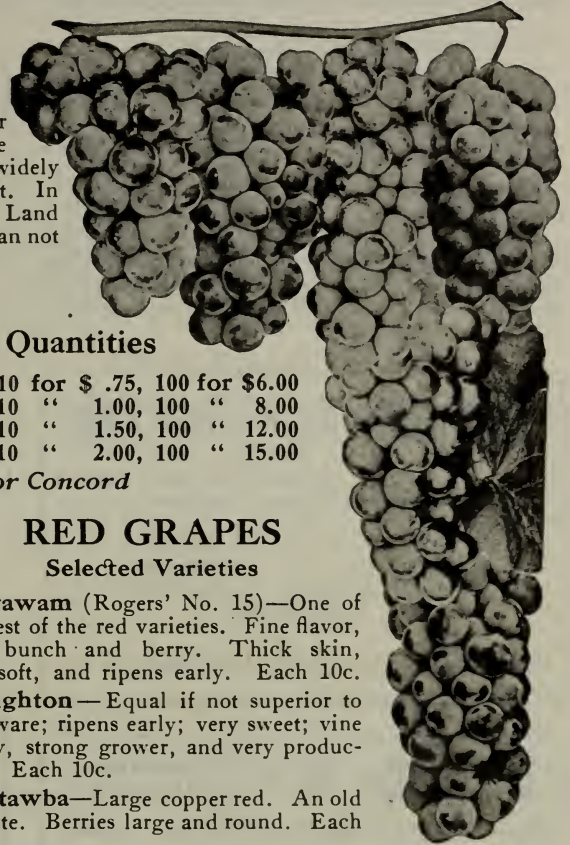 r
e
widely
t. In
Land
an not
Quantities
10 for $ .75, 100 for $6.00
10 “ 1.00, 100 “ 8.00
10 “ 1.50, 100 “ 12.00
10 “ 2.00, 100 “ 15.00
or Concord
RED GRAPES
Selected Varieties
awam (Rogers' No. 15)—One of
est of the red varieties. Fine flavor,
bunch and berry. Thick skin,
soft, and ripens early. Each 10c.
ghton—Equal if not superior to
ware; ripens early; very sweet; vine
y, strong grower, and very produc-
Each 10c.
tawba—Large copper red. An old
te. Berries large and round. Each